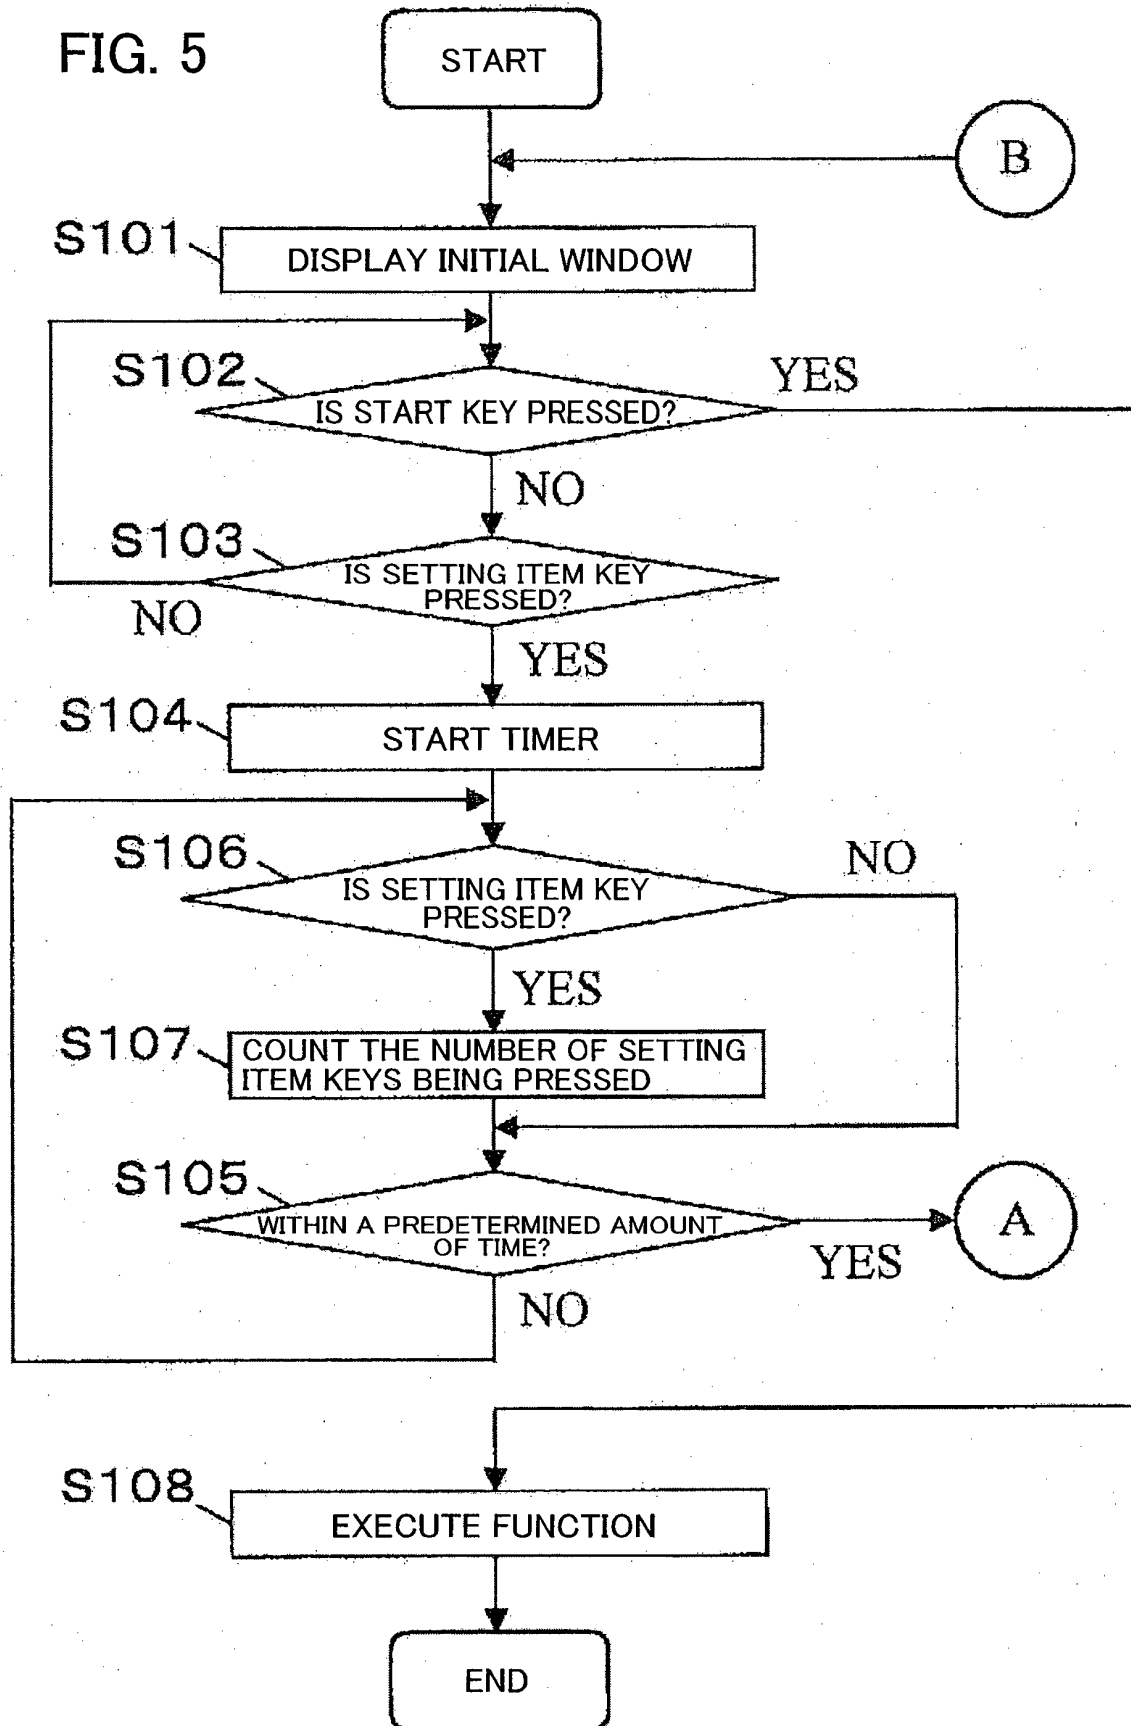 FIG. 5
START
B
S101
DISPLAY INITIAL WINDOW
S102
YES
IS START KEY PRESSED?
NO
S103
IS SETTING ITEM KEY
PRESSED?
NO
YES
S104
START TIMER
S106
NO
IS SETTING ITEM KEY
PRESSED?
YES
S107
COUNT THE NUMBER OF SETTING
ITEM KEYS BEING PRESSED
S105
WITHIN A PREDETERMINED AMOUNT
OF TIME?
A
YES
NO
S108
EXECUTE FUNCTION
END